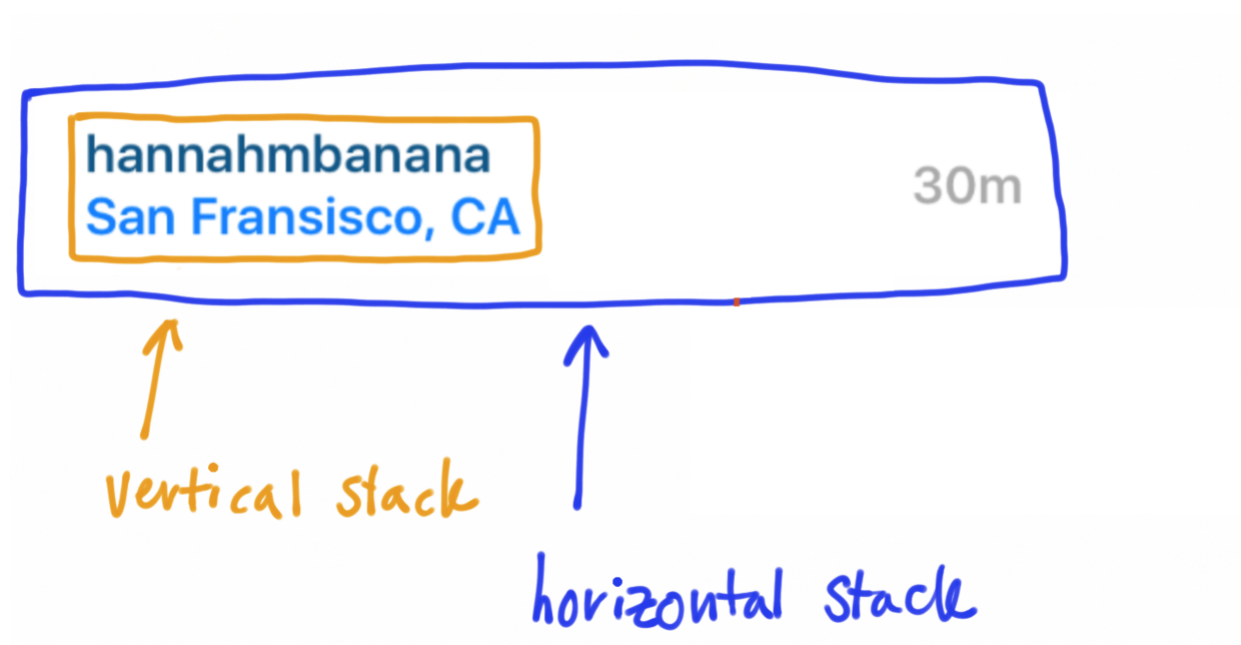 hannahmbanana
San Fransisco, CA
30m
vertical stack
horizontal stack